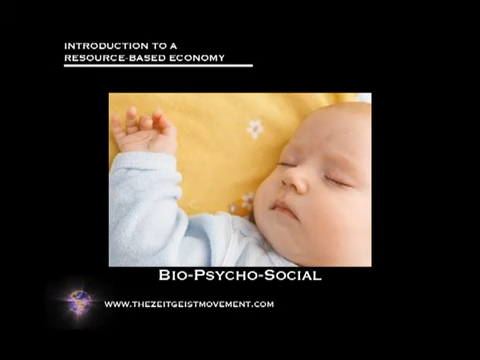 INTRODUCTION TO A
RESOURCE-BASED ECONOMY
BIO-PSYCHO-SOCIAL
WWW.THEZEITGEISTMOVEMENT.COM